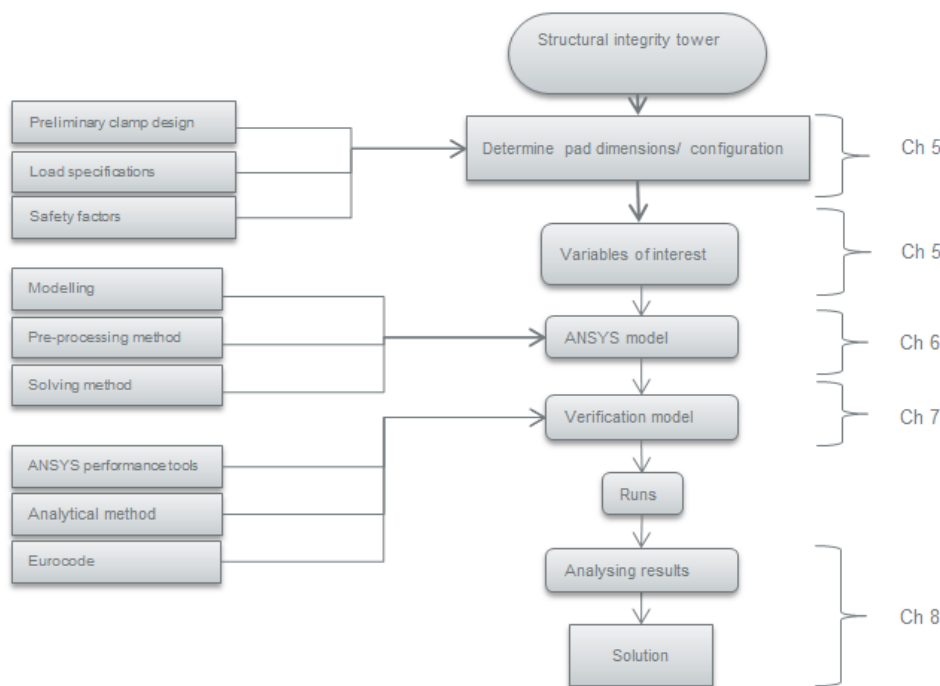 Structural integrity tower
Preliminary clamp design
Load specifications
Safety factors
Determine pad dimensions/ configuration
Ch 5
Variables of interest
Ch 5
Modelling
Pre-processing method
Solving method
ANSYS model
Ch 6
Verification model
Ch 7
ANSYS performance tools
Analytical method
Eurocode
Runs
Analysing results
Solution
Ch 8